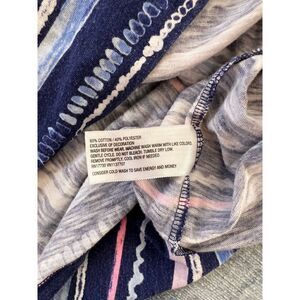 60% COTTON / 40% POLYESTER
EXCLUSIVE OF DECORATION
WASH BEFORE WEAR. MACHINE WASH WARM WITH LIKE COLORS,
GENTLE CYCLE. DO NOT BLEACH. TUMBLE DRY LOW.
REMOVE PROMPTLY. COOL IRON IF NEEDED.
CONSIDER COLD WASH TO SAVE ENERGY AND MONEY